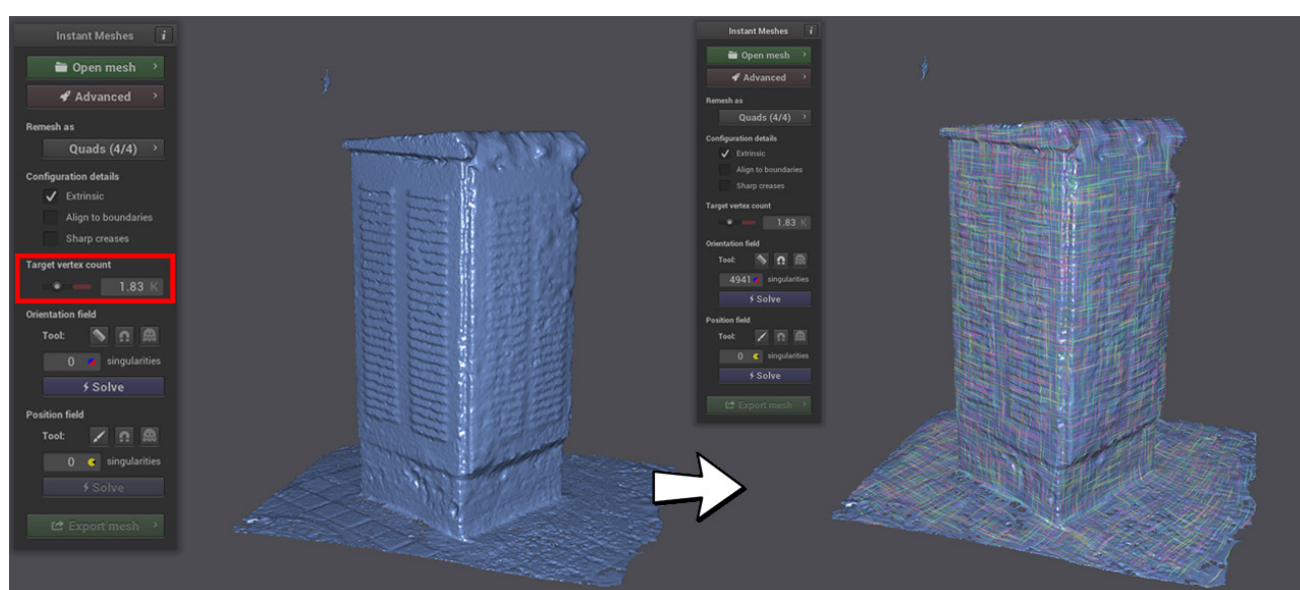 Instant Meshes i
Open mesh
Advanced
Remesh as
Quads (4/4)
Configuration details
Extrinsic
Align to boundaries
Sharp creases
Target vertex count
1.83 K
Orientation field
Tool:
0 singularities
Solve
Position field
Tool:
0 singularities
Solve
Export mesh
Instant Meshes i
Open mesh
Advanced
Remesh as
Quads (4/4)
Configuration details
Extrinsic
Align to boundaries
Sharp creases
Target vertex count
1.83 K
Orientation field
Tool:
4941 singularities
Solve
Position field
Tool:
0 singularities
Solve
Export mesh